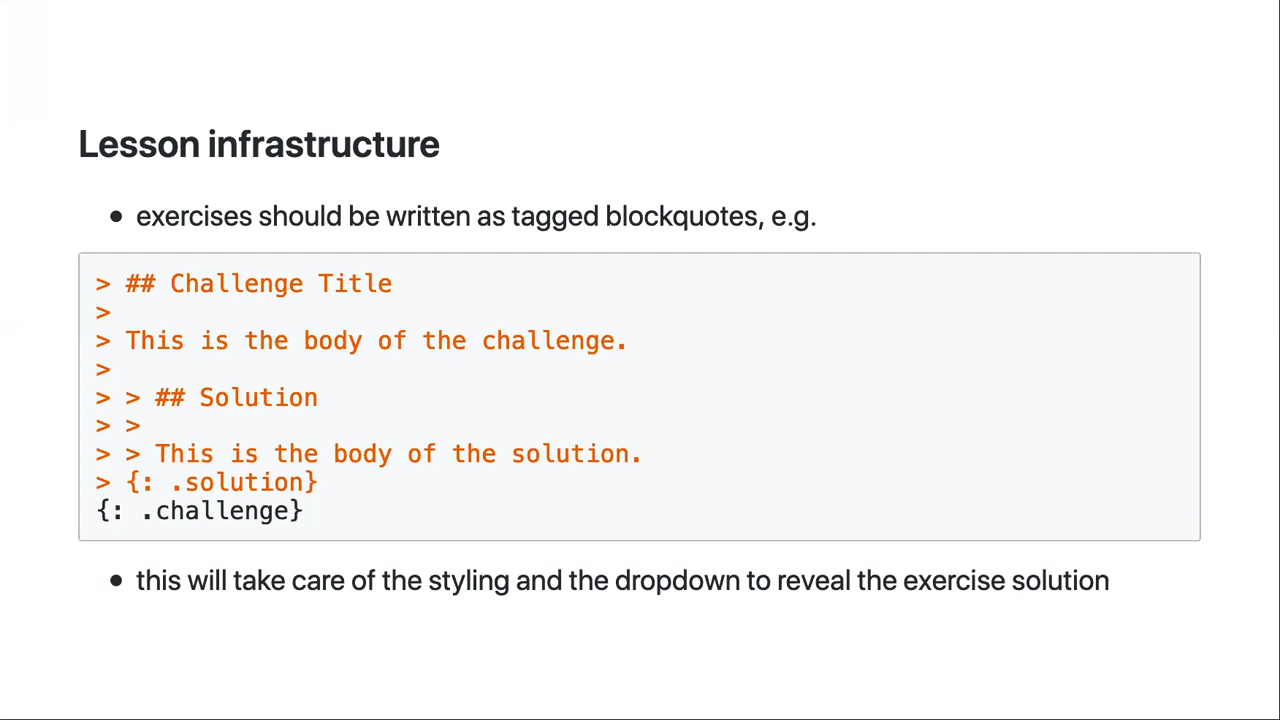 Lesson infrastructure
• exercises should be written as tagged blockquotes, e.g.
> ## Challenge Title
>
> This is the body of the challenge.
>
> > ## Solution
> >
> > This is the body of the solution.
> {: .solution}
{: .challenge}
• this will take care of the styling and the dropdown to reveal the exercise solution